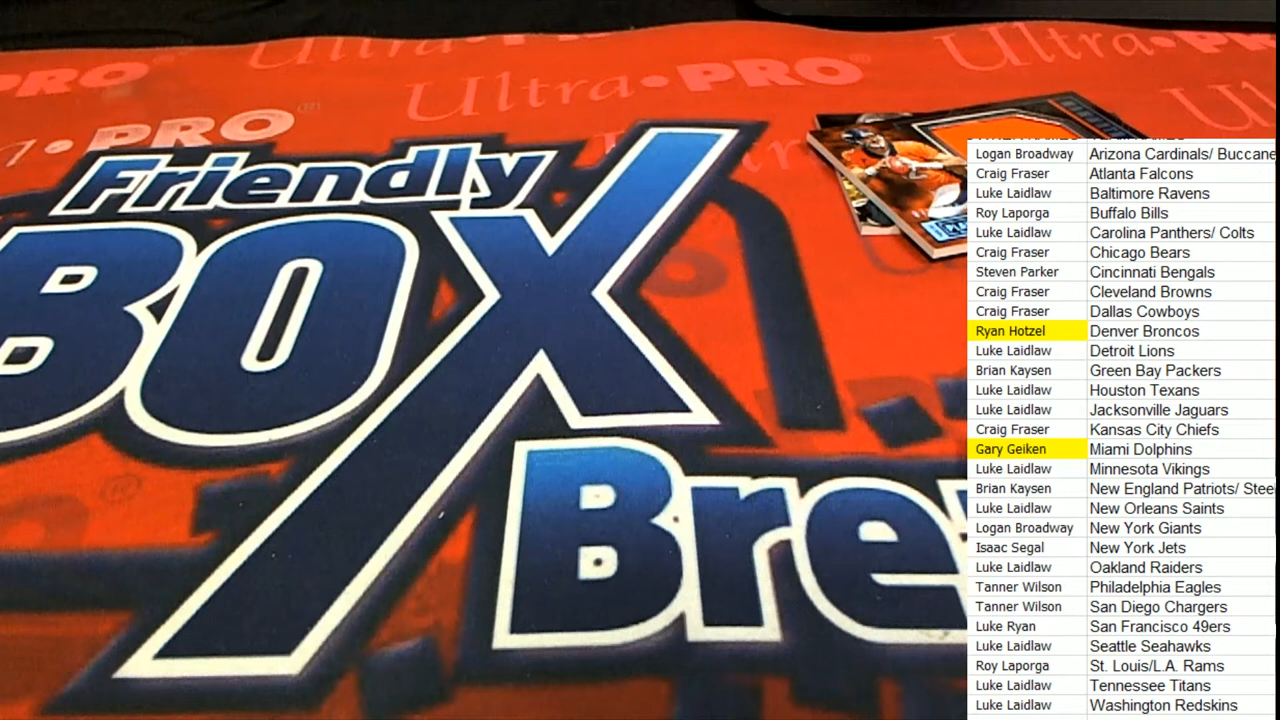 Ultra•PRO
PRO®
Ultra•PRO®
Ultra•PR
PRO
Ul
Friendly
BOX
Bre
Logan Broadway Arizona Cardinals/ Buccane
Craig Fraser Atlanta Falcons
Luke Laidlaw Baltimore Ravens
Roy Laporga Buffalo Bills
Luke Laidlaw Carolina Panthers/ Colts
Craig Fraser Chicago Bears
Steven Parker Cincinnati Bengals
Craig Fraser Cleveland Browns
Craig Fraser Dallas Cowboys
Ryan Hotzel Denver Broncos
Luke Laidlaw Detroit Lions
Brian Kaysen Green Bay Packers
Luke Laidlaw Houston Texans
Luke Laidlaw Jacksonville Jaguars
Craig Fraser Kansas City Chiefs
Gary Geiken Miami Dolphins
Luke Laidlaw Minnesota Vikings
Brian Kaysen New England Patriots/ Stee
Luke Laidlaw New Orleans Saints
Logan Broadway New York Giants
Isaac Segal New York Jets
Luke Laidlaw Oakland Raiders
Tanner Wilson Philadelphia Eagles
Tanner Wilson San Diego Chargers
Luke Ryan San Francisco 49ers
Luke Laidlaw Seattle Seahawks
Roy Laporga St. Louis/L.A. Rams
Luke Laidlaw Tennessee Titans
Luke Laidlaw Washington Redskins